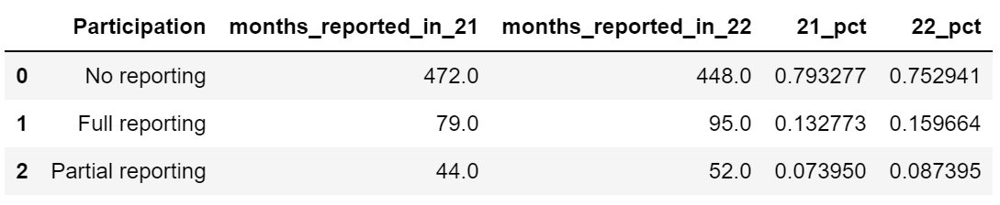 Participation months_reported_in_21 months_reported_in_22 21_pct 22_pct
0 No reporting 472.0 448.0 0.793277 0.752941
1 Full reporting 79.0 95.0 0.132773 0.159664
2 Partial reporting 44.0 52.0 0.073950 0.087395